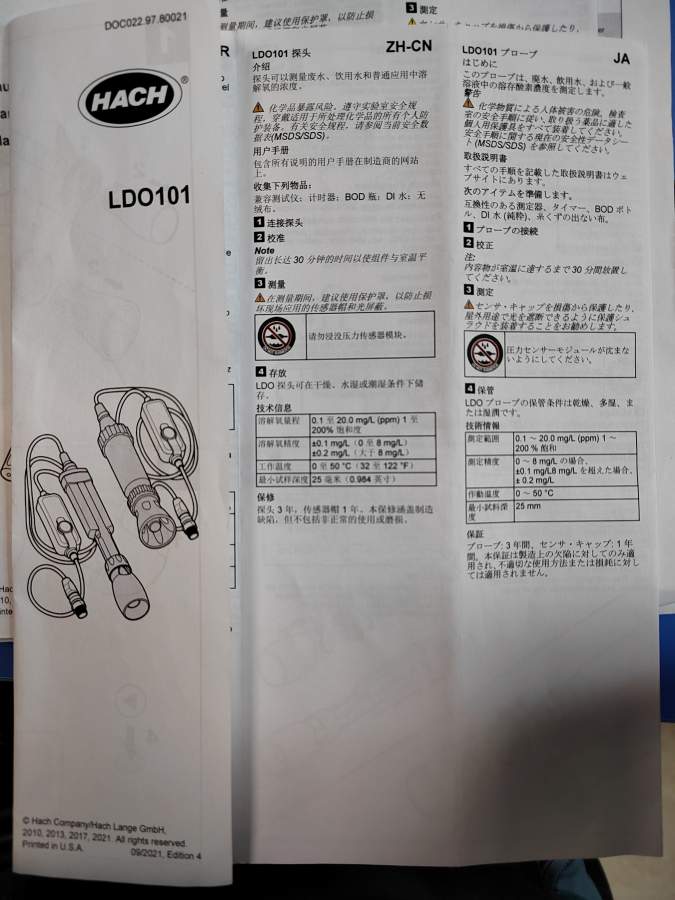 DOC022.97.80021
HACH
®
LDO101
© Hach Company/Hach Lange GmbH,
2010, 2013, 2017, 2021. All rights reserved.
Printed in U.S.A.
09/2021, Edition 4
量
测量期间，建议使用保护罩，以防止损
3 測定
LDO101 探头
ZH-CN
介绍
探头可以测量废水、饮用水和普通应用中溶
解氧的浓度。
化学品暴露风险。遵守实验室安全规
程，穿戴适用于所处理化学品的所有个人防
护装备。有关安全规程，请参阅当前安全数
据表(MSDS/SDS)。
用户手册
包含所有说明的用户手册在制造商的网站
上。
收集下列物品：
兼容测试仪；计时器；BOD 瓶；DI 水；无
绒布。
1 连接探头
2 校准
Note
留出长达 30 分钟的时间以使组件与室温平
衡。
3 测量
在测量期间，建议使用保护罩，以防止损
坏现场应用的传感器帽和光屏蔽。
请勿浸没压力传感器模块。
4 存放
LDO 探头可在干燥、水湿或潮湿条件下储
存。
技术信息
溶解氧量程 0.1 至 20.0 mg/L (ppm) 1 至
200% 饱和度
溶解氧精度 ±0.1 mg/L（0 至 8 mg/L）
±0.2 mg/L（大于 8 mg/L）
工作温度 0 至 50 °C（32 至 122 °F）
最小试样深度 25 毫米（0.984 英寸）
保修
探头 3 年，传感器帽 1 年。本保修涵盖制造
缺陷，但不包括非正常的使用或磨损。
LDO101 プローブ
JA
はじめに
このプローブは、廃水、飲用水、および一般
溶液中の溶存酸素濃度を測定します。
警告
化学物質による人体被害の危険。検査
室の安全手順に従い、取り扱う薬品に適した
個人用保護具をすべて装着してください。
安全手順に関する現在の安全性データシー
ト (MSDS/SDS) を参照してください。
取扱説明書
すべての手順を記載した取扱説明書はウェ
ブサイトにあります。
次のアイテムを準備します。
互換性のある測定器、タイマー、BOD ボト
ル、DI 水 (純粋)、糸くずの出ない布。
1 プローブの接続
2 校正
注:
内容物が室温に達するまで 30 分間放置し
てください。
3 測定
センサ・キャップを損傷から保護したり、
屋外用途で光を遮断できるように保護シュ
ラウドを装着することをお勧めします。
圧力センサーモジュールが沈まな
いようにしてください。
4 保管
LDO プローブの保管条件は乾燥、多湿、ま
たは湿潤です。
技術情報
測定範囲 0.1 ～ 20.0 mg/L (ppm) 1 ～
200 % 飽和
測定精度 0 ～ 8 mg/L の場合、
±0.1 mg/L8 mg/L を超えた場合、
± 0.2 mg/L
作動温度 0 ～ 50 °C
最小試料深 25 mm
度
保証
プローブ: 3 年間、センサ・キャップ: 1 年
間。本保証は製造上の欠陥に対してのみ適
用され、不適切な使用方法または損耗に対し
ては適用されません。